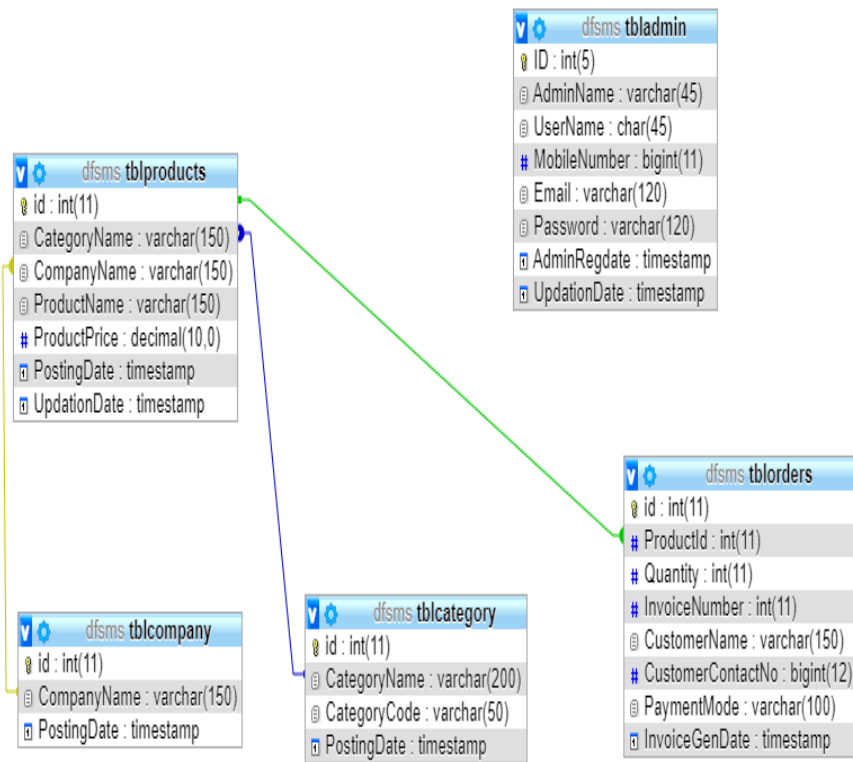 dfsms tbladmin
ID : int(5)
AdminName : varchar(45)
UserName : char(45)
# MobileNumber : bigint(11)
Email : varchar(120)
Password : varchar(120)
AdminRegdate : timestamp
UpdationDate : timestamp
dfsms tblproducts
id : int(11)
CategoryName : varchar(150)
CompanyName : varchar(150)
ProductName : varchar(150)
# ProductPrice : decimal(10,0)
PostingDate : timestamp
UpdationDate : timestamp
dfsms tblorders
id : int(11)
# ProductId : int(11)
# Quantity : int(11)
# InvoiceNumber : int(11)
CustomerName : varchar(150)
# CustomerContactNo : bigint(12)
PaymentMode : varchar(100)
InvoiceGenDate : timestamp
dfsms tblcompany
id : int(11)
CompanyName : varchar(150)
PostingDate : timestamp
dfsms tblcategory
id : int(11)
CategoryName : varchar(200)
CategoryCode : varchar(50)
PostingDate : timestamp